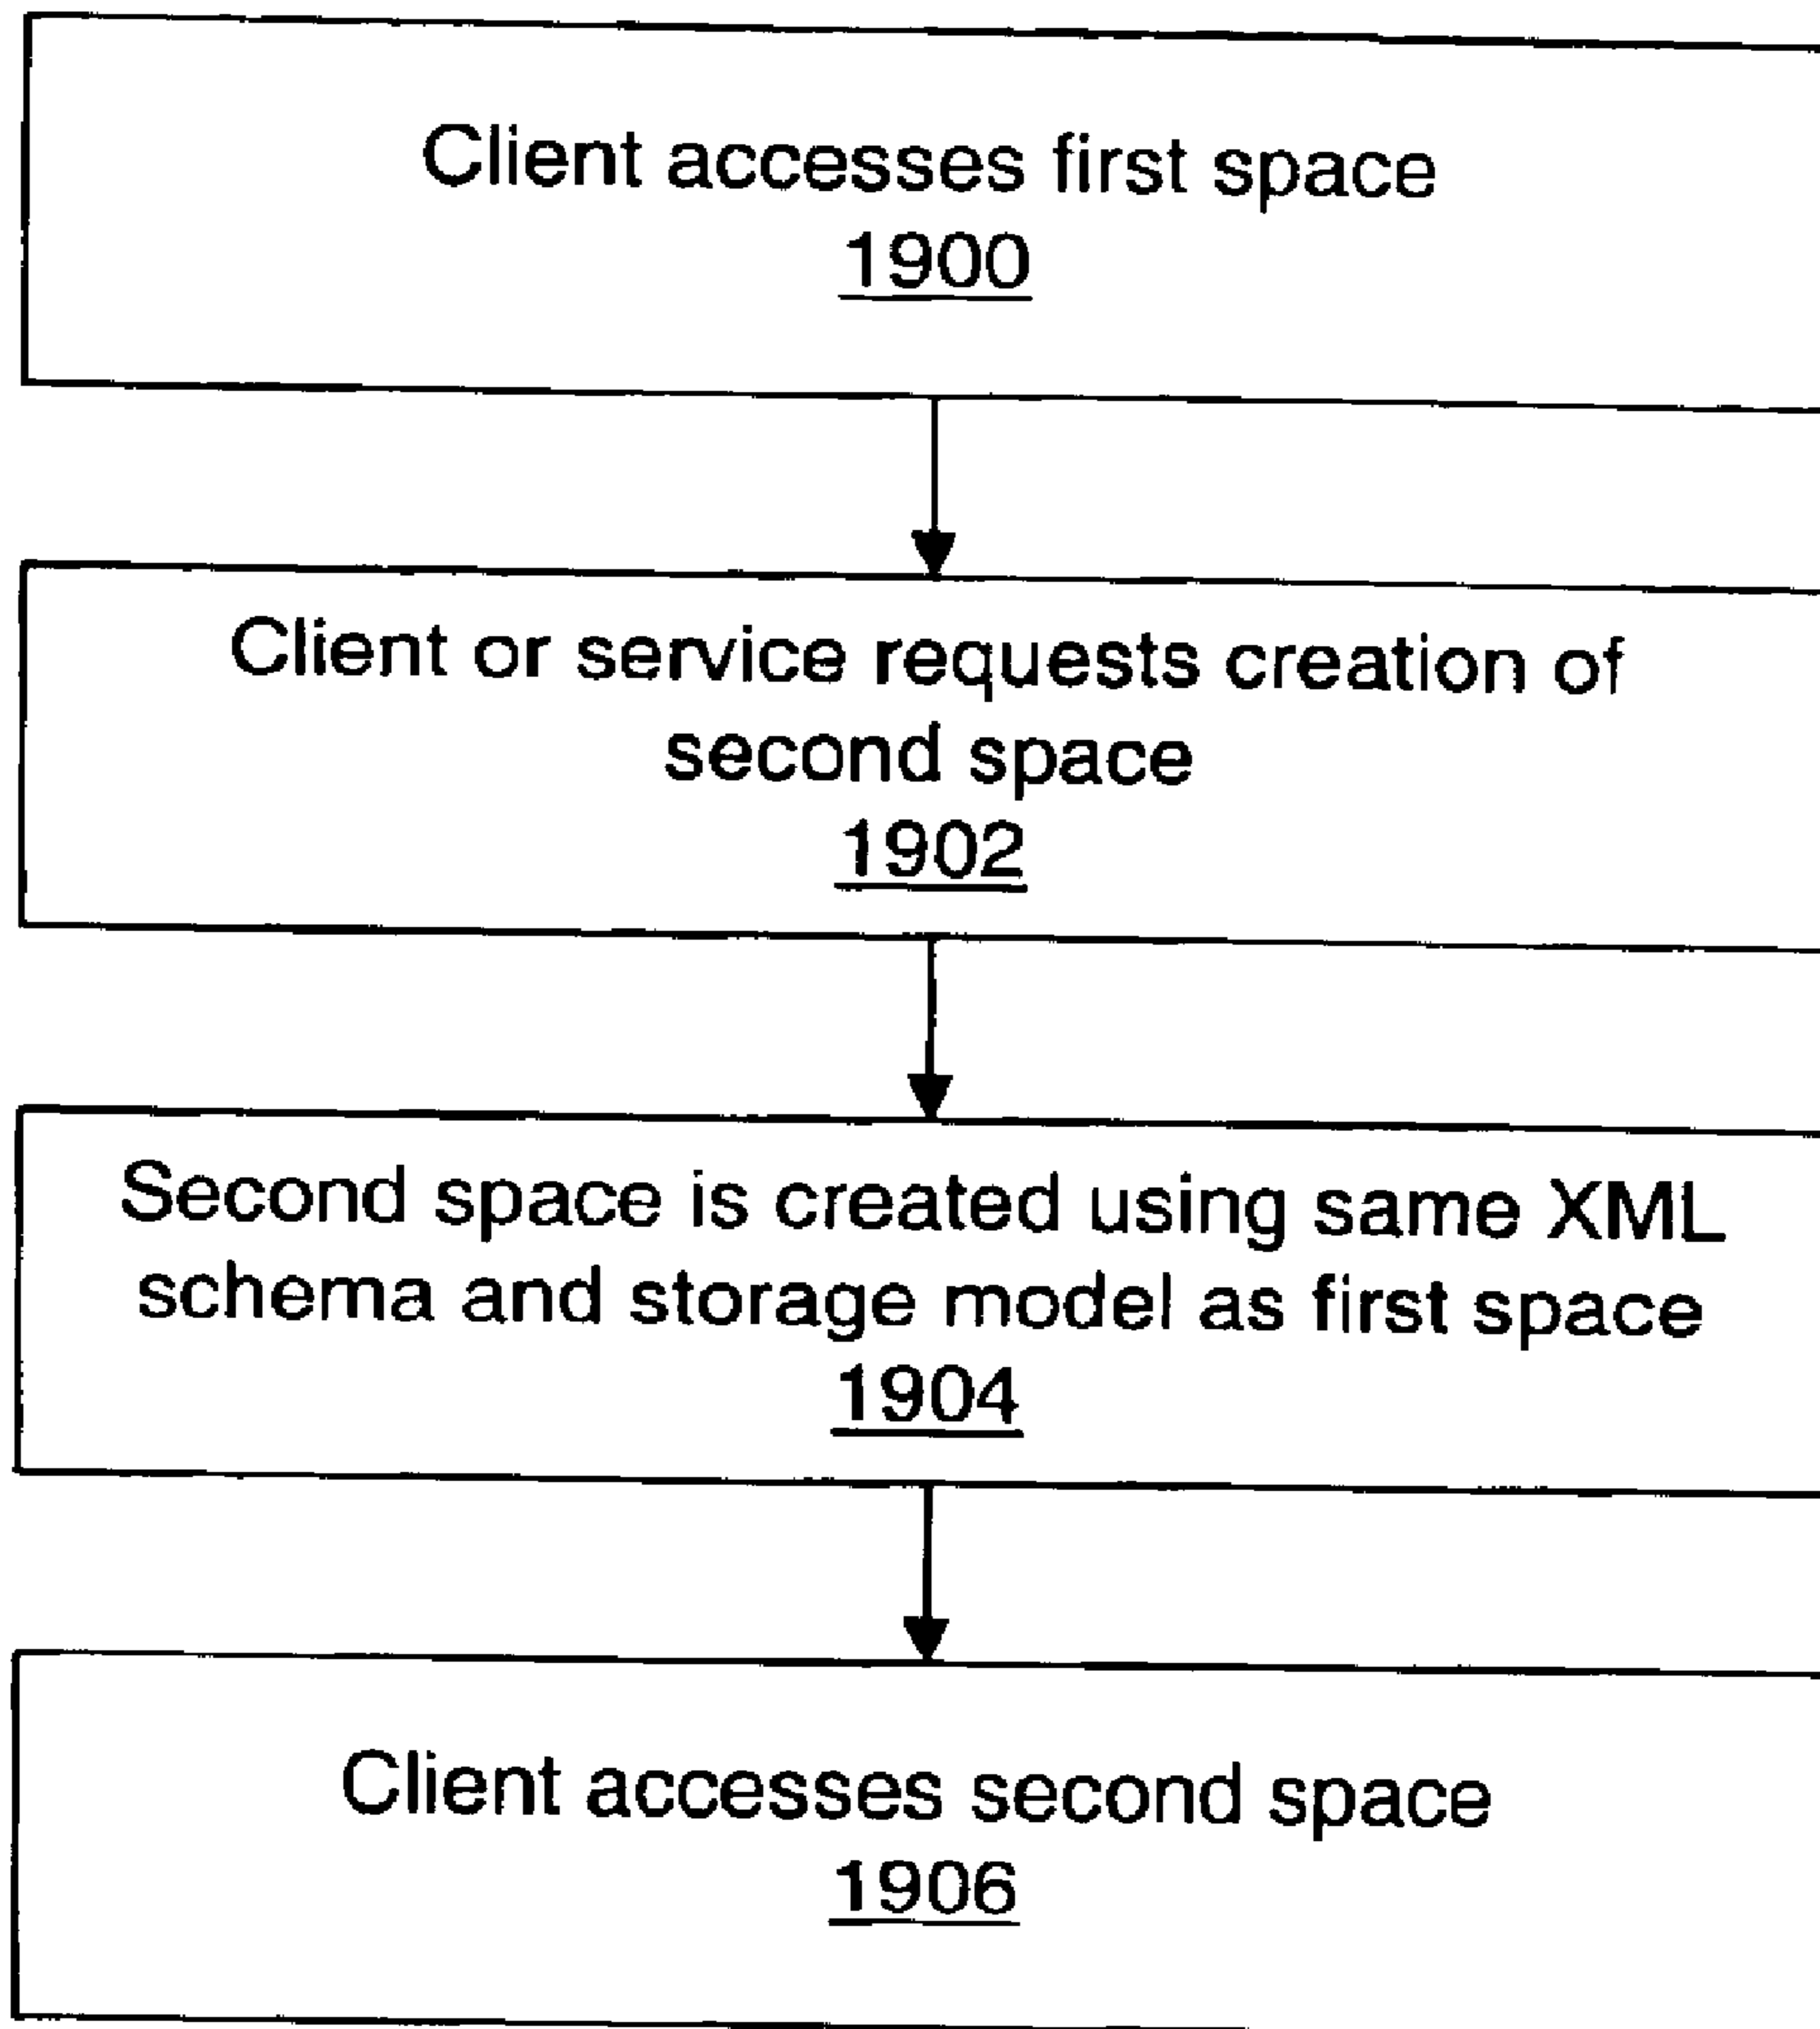 Client accesses first space
1900
Client or service requests creation of
second space
1902
Second space is created using same XML
schema and storage model as first space
1904
Client accesses second space
1906